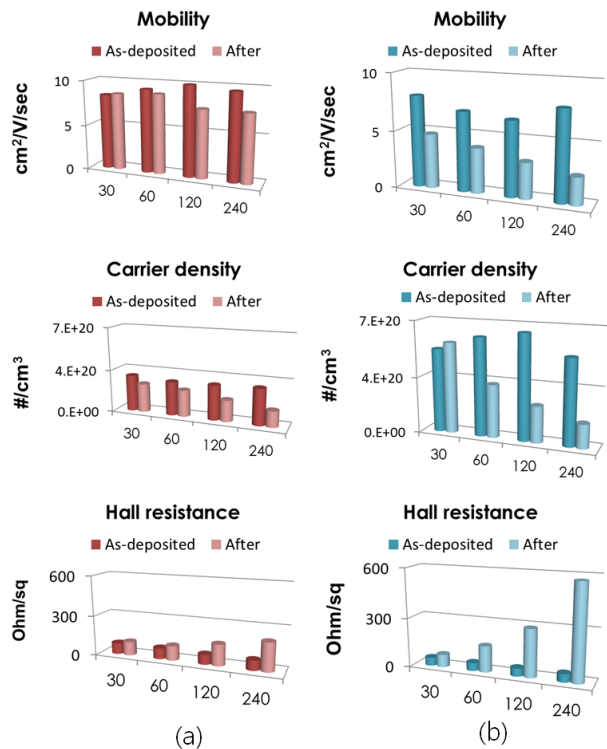 Mobility
As-deposited After
cm²/V/sec
10
5
0
30 60 120 240
Carrier density
As-deposited After
#/cm³
7.E+20
4.E+20
0.E+00
30 60 120 240
Hall resistance
As-deposited After
Ohm/sq
600
300
0
30 60 120 240
(a)
Mobility
As-deposited After
cm²/V/sec
10
5
0
30 60 120 240
Carrier density
As-deposited After
#/cm³
7.E+20
4.E+20
0.E+00
30 60 120 240
Hall resistance
As-deposited After
Ohm/sq
600
300
0
30 60 120 240
(b)